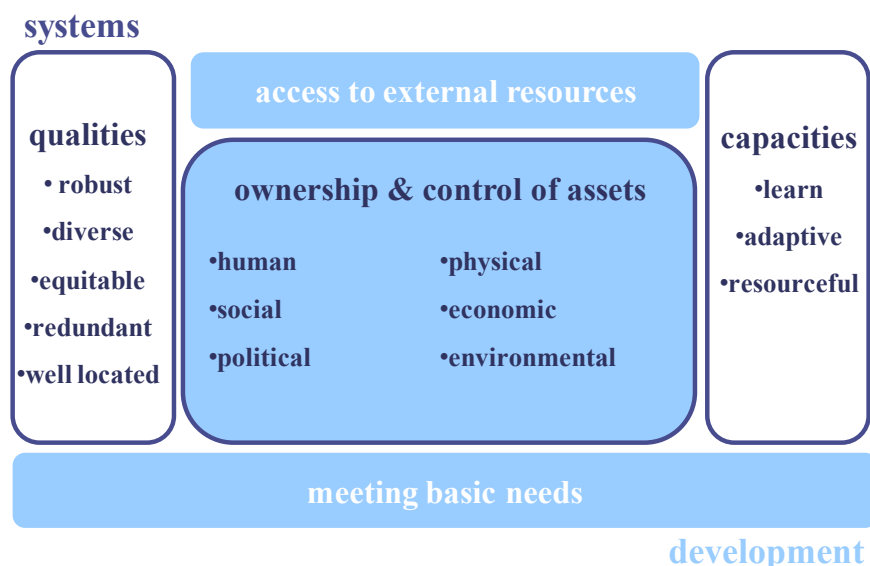 systems
qualities
• robust
•diverse
•equitable
•redundant
•well located
access to external resources
ownership & control of assets
•human
•social
•political
•physical
•economic
•environmental
capacities
•learn
•adaptive
•resourceful
meeting basic needs
development